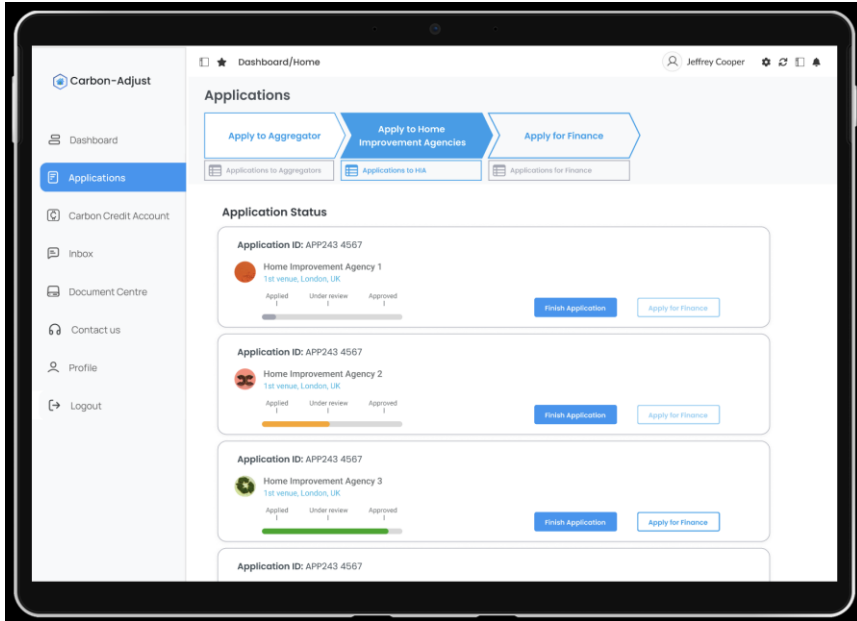 Carbon-Adjust
Dashboard
Applications
Carbon Credit Account
Inbox
Document Centre
Contact us
Profile
Logout
Dashboard/Home
Jeffrey Cooper
Applications
Apply to Aggregator
Apply to Home
Improvement Agencies
Apply for Finance
Applications to Aggregators
Applications to HIA
Applications for Finance
Application Status
Application ID: APP243 4567
Home Improvement Agency 1
1st venue, London, UK
Applied Under review Approved
Finish Application Apply for Finance
Application ID: APP243 4567
Home Improvement Agency 2
1st venue, London, UK
Applied Under review Approved
Finish Application Apply for Finance
Application ID: APP243 4567
Home Improvement Agency 3
1st venue, London, UK
Applied Under review Approved
Finish Application Apply for Finance
Application ID: APP243 4567